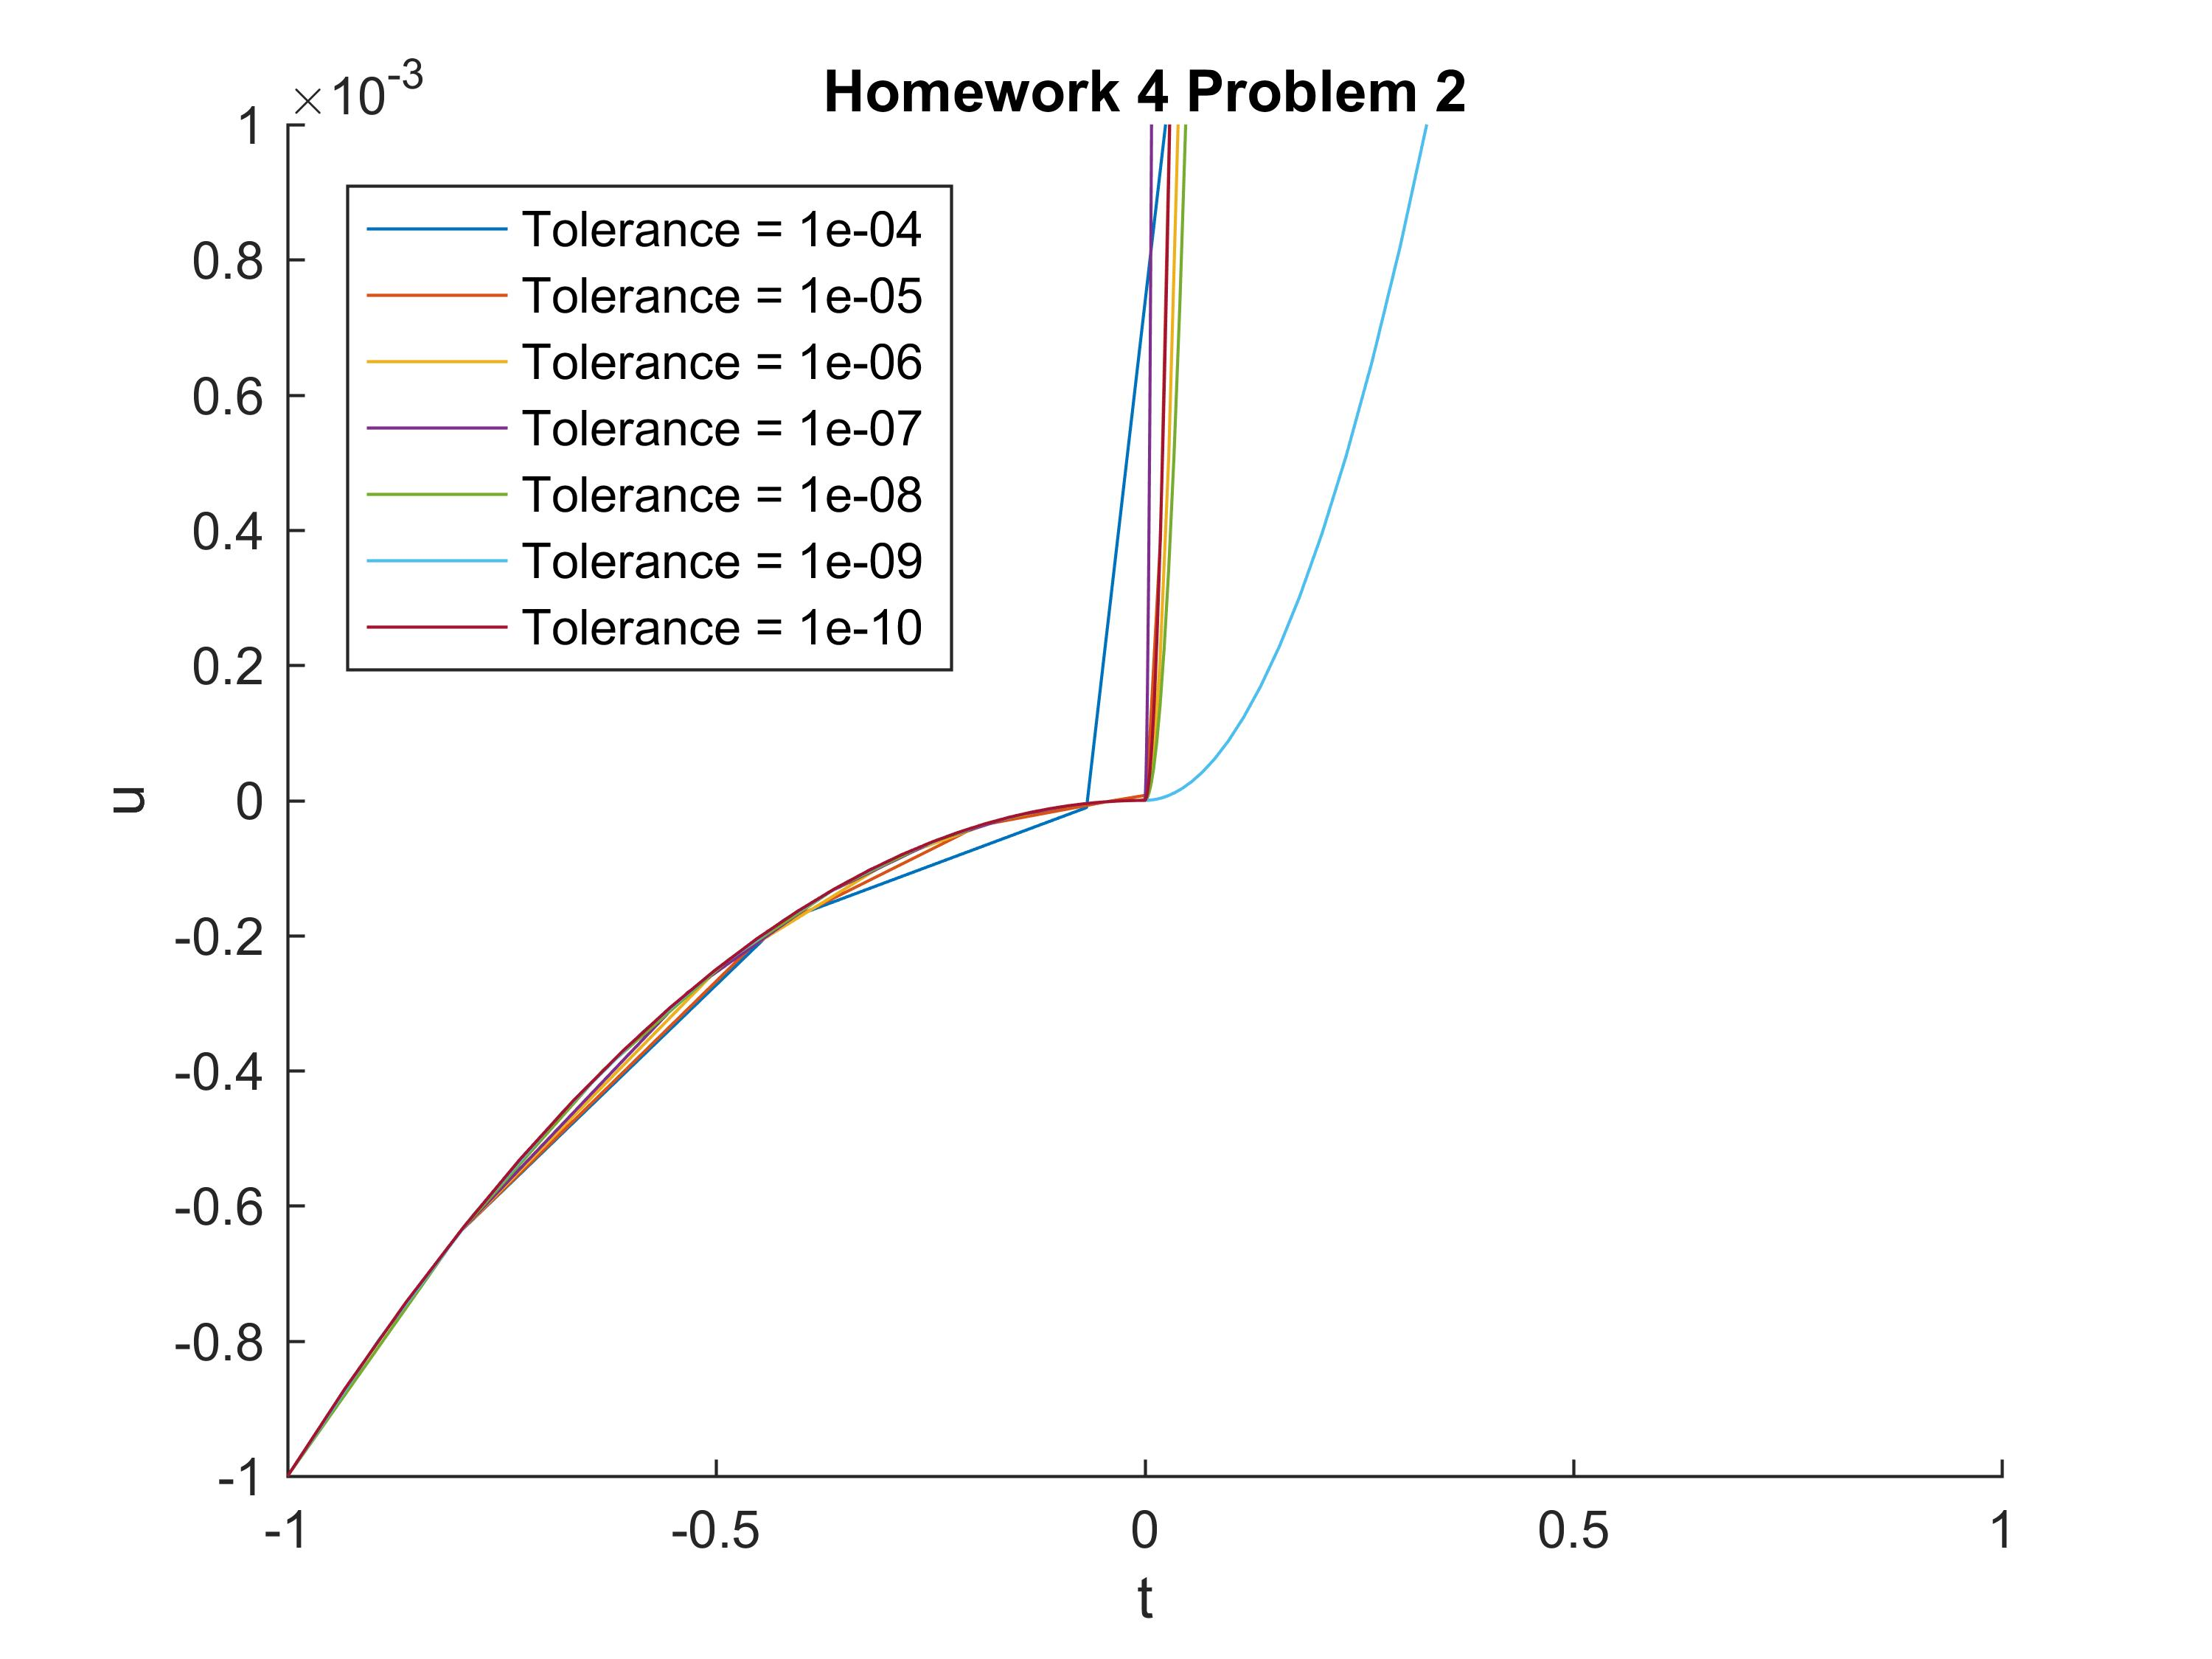 Homework 4 Problem 2
×10^-3
1
0.8
0.6
0.4
0.2
0
-0.2
-0.4
-0.6
-0.8
-1
u
Tolerance = 1e-04
Tolerance = 1e-05
Tolerance = 1e-06
Tolerance = 1e-07
Tolerance = 1e-08
Tolerance = 1e-09
Tolerance = 1e-10
-1 -0.5 0 0.5 1
t